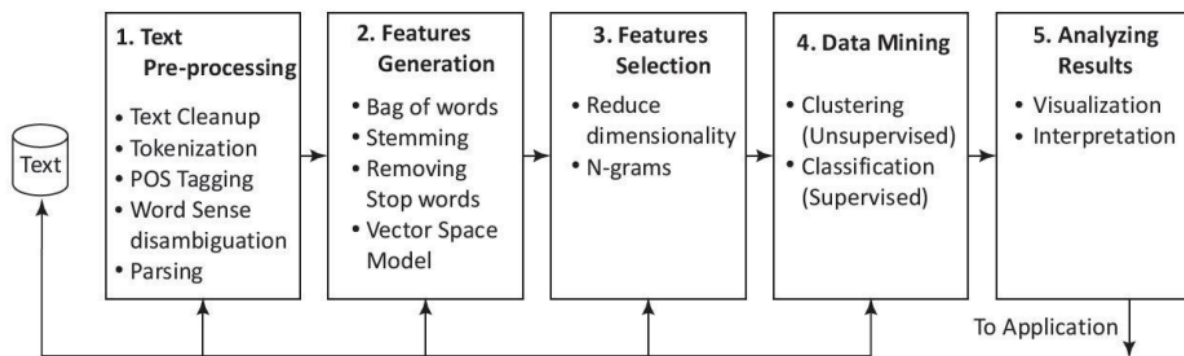 Text
1. Text
Pre-processing
• Text Cleanup
• Tokenization
• POS Tagging
• Word Sense
disambiguation
• Parsing
2. Features
Generation
• Bag of words
• Stemming
• Removing
Stop words
• Vector Space
Model
3. Features
Selection
• Reduce
dimensionality
• N-grams
4. Data Mining
• Clustering
(Unsupervised)
• Classification
(Supervised)
5. Analyzing
Results
• Visualization
• Interpretation
To Application